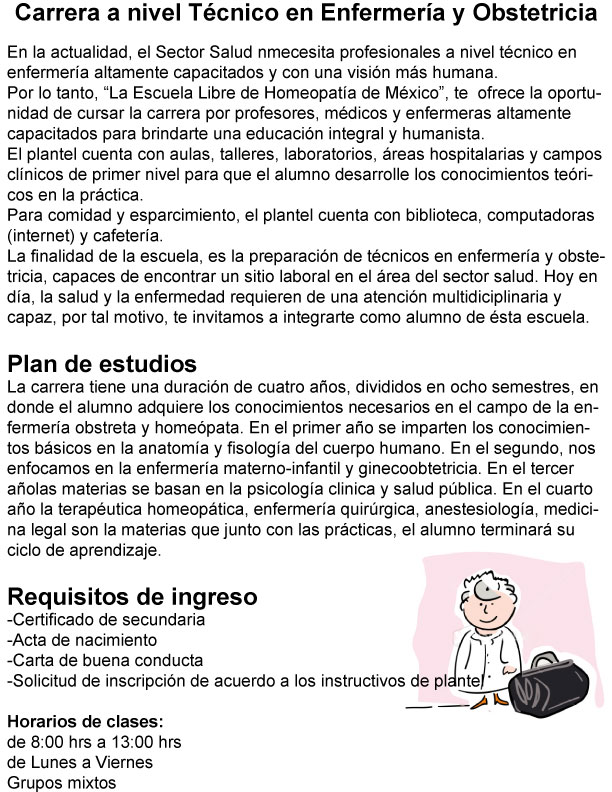 Carrera a nivel Técnico en Enfermería y Obstetricia
En la actualidad, el Sector Salud nmecesita profesionales a nivel técnico en
enfermería altamente capacitados y con una visión más humana.
Por lo tanto, “La Escuela Libre de Homeopatía de México”, te  ofrece la oportu-
nidad de cursar la carrera por profesores, médicos y enfermeras altamente
capacitados para brindarte una educación integral y humanista.
El plantel cuenta con aulas, talleres, laboratorios, áreas hospitalarias y campos
clínicos de primer nivel para que el alumno desarrolle los conocimientos teóri-
cos en la práctica.
Para comidad y esparcimiento, el plantel cuenta con biblioteca, computadoras
(internet) y cafetería.
La finalidad de la escuela, es la preparación de técnicos en enfermería y obste-
tricia, capaces de encontrar un sitio laboral en el área del sector salud. Hoy en
día, la salud y la enfermedad requieren de una atención multidiciplinaria y
capaz, por tal motivo, te invitamos a integrarte como alumno de ésta escuela.
Plan de estudios
La carrera tiene una duración de cuatro años, divididos en ocho semestres, en
donde el alumno adquiere los conocimientos necesarios en el campo de la en-
fermería obstreta y homeópata. En el primer año se imparten los conocimien-
tos básicos en la anatomía y fisología del cuerpo humano. En el segundo, nos
enfocamos en la enfermería materno-infantil y ginecoobtetricia. En el tercer
añolas materias se basan en la psicología clinica y salud pública. En el cuarto
año la terapéutica homeopática, enfermería quirúrgica, anestesiología, medici-
na legal son la materias que junto con las prácticas, el alumno terminará su
ciclo de aprendizaje.
Requisitos de ingreso
-Certificado de secundaria
-Acta de nacimiento
-Carta de buena conducta
-Solicitud de inscripción de acuerdo a los instructivos de plantel
Horarios de clases:
de 8:00 hrs a 13:00 hrs
de Lunes a Viernes
Grupos mixtos